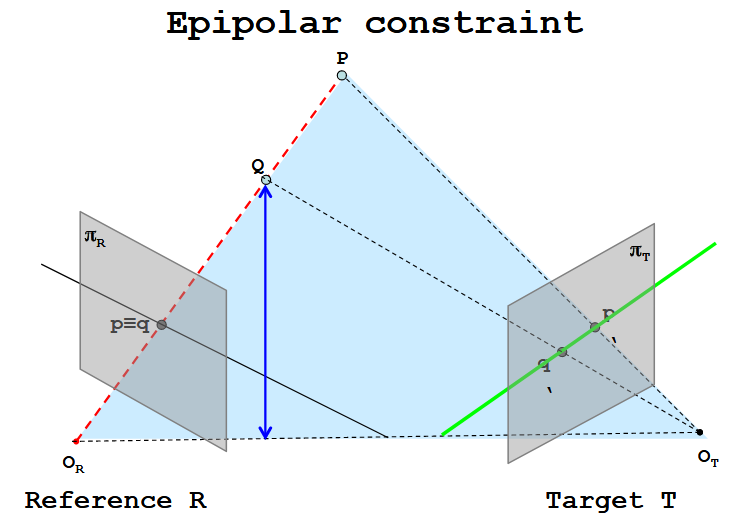 Epipolar constraint
P
Q
πR
πT
p≡q
p
`
q
`
OR
OT
Reference R
Target T